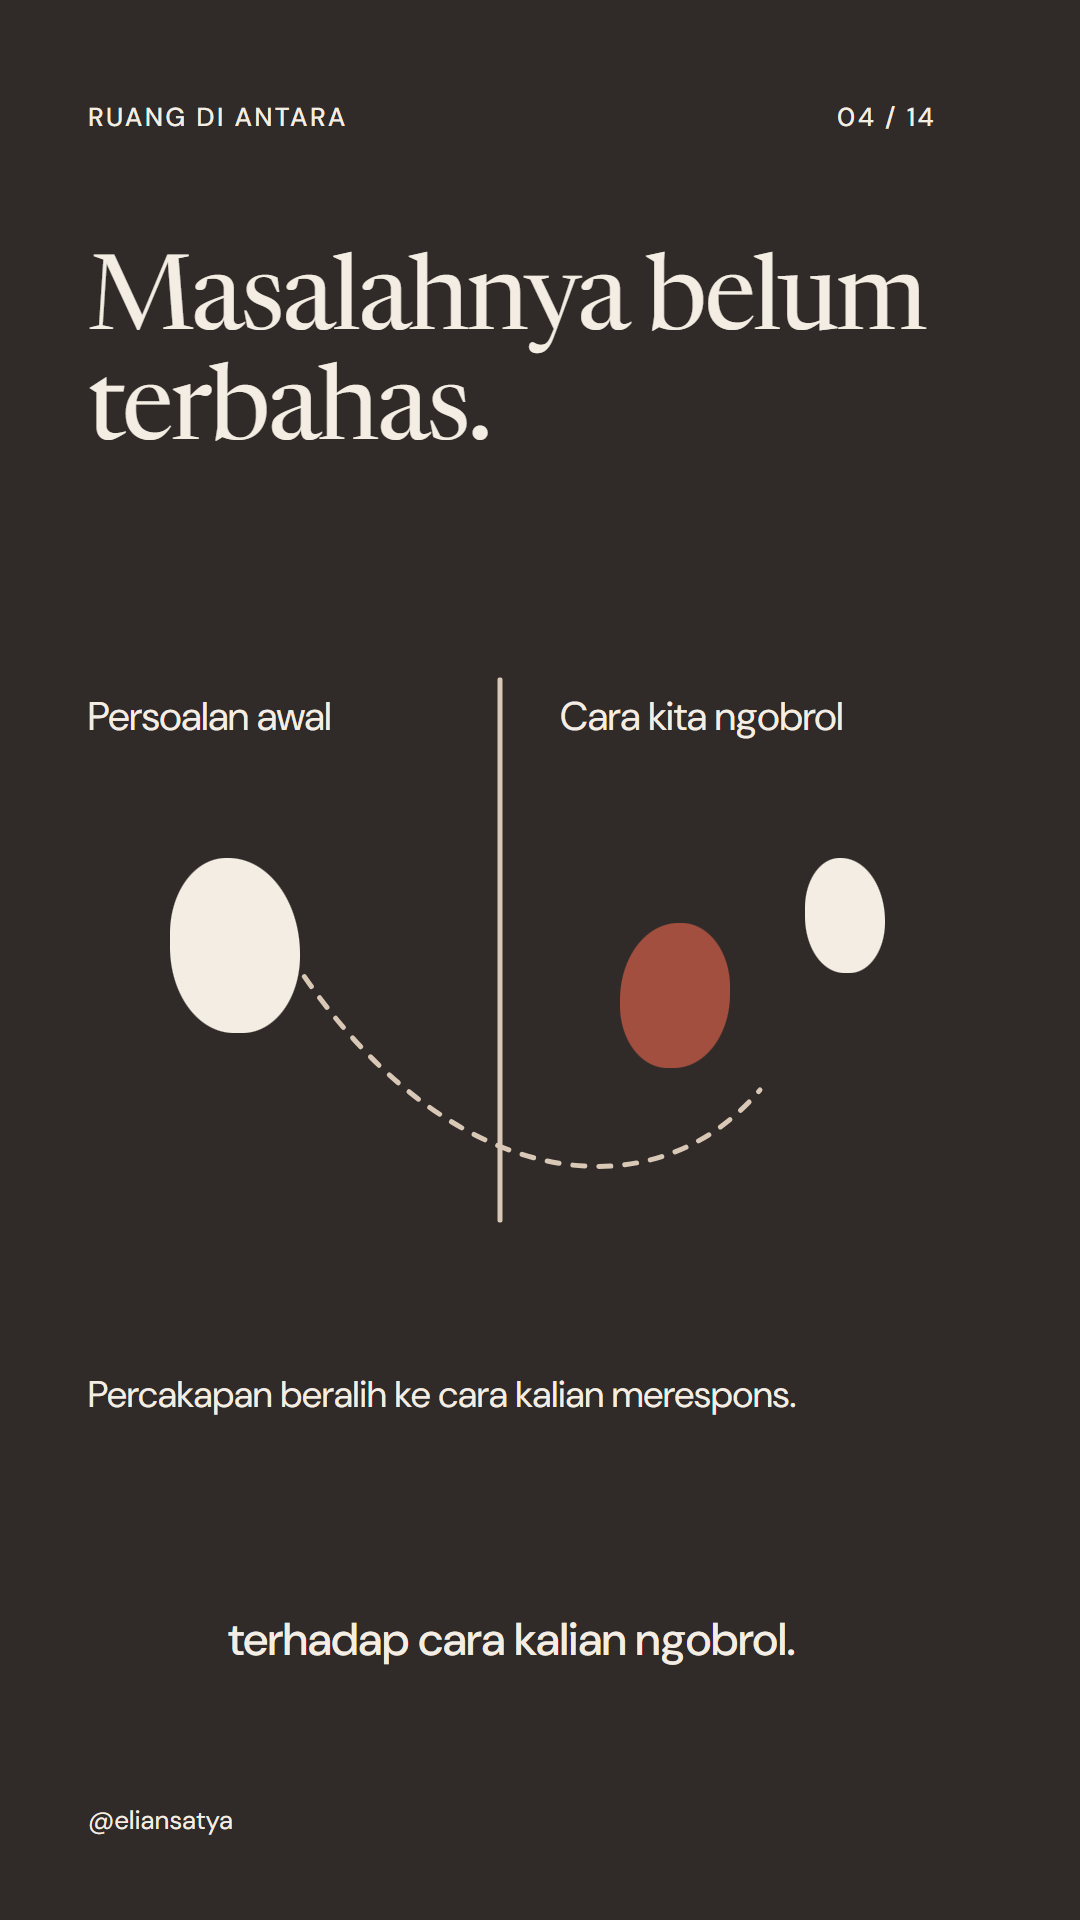 RUANG DI ANTARA
04 / 14
Masalahnya belum
terbahas.
Persoalan awal
Cara kita ngobrol
Percakapan beralih ke cara kalian merespons.
terhadap cara kalian ngobrol.
@eliansatya